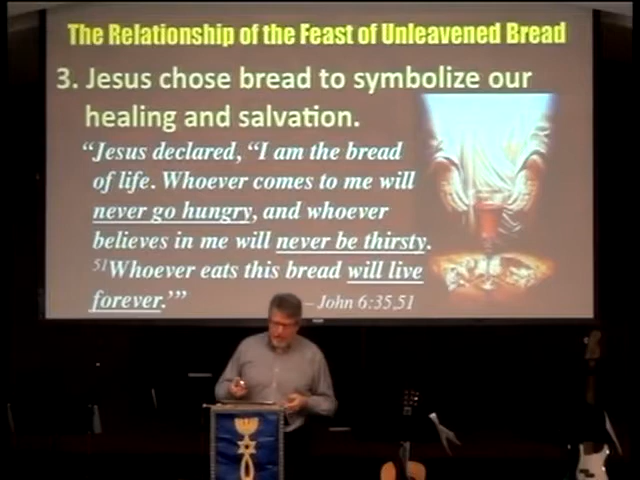 The Relationship of the Feast of Unleavened Bread
3. Jesus chose bread to symbolize our
healing and salvation.
“Jesus declared, “I am the bread
of life. Whoever comes to me will
never go hungry, and whoever
believes in me will never be thirsty.
51Whoever eats this bread will live
forever.’”
– John 6:35,51